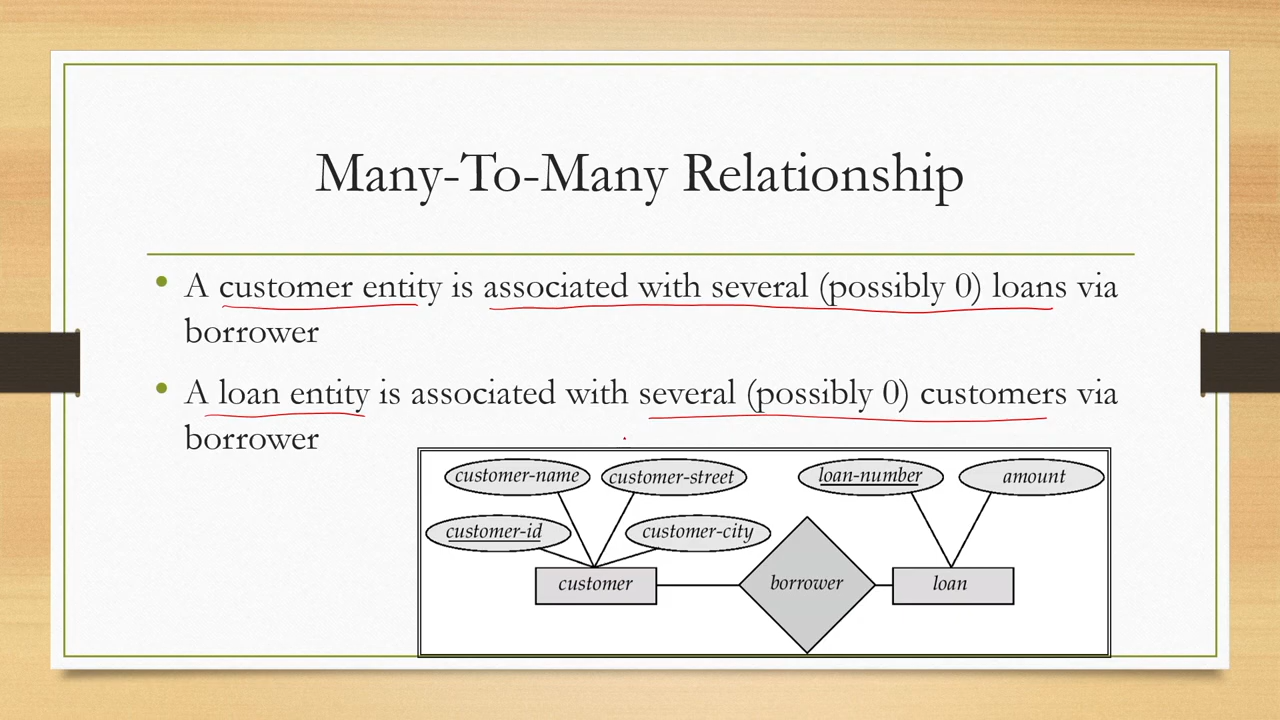 Many-To-Many Relationship
• A customer entity is associated with several (possibly 0) loans via
borrower
• A loan entity is associated with several (possibly 0) customers via
borrower
customer-name customer-street loan-number amount
customer-id customer-city
customer borrower loan